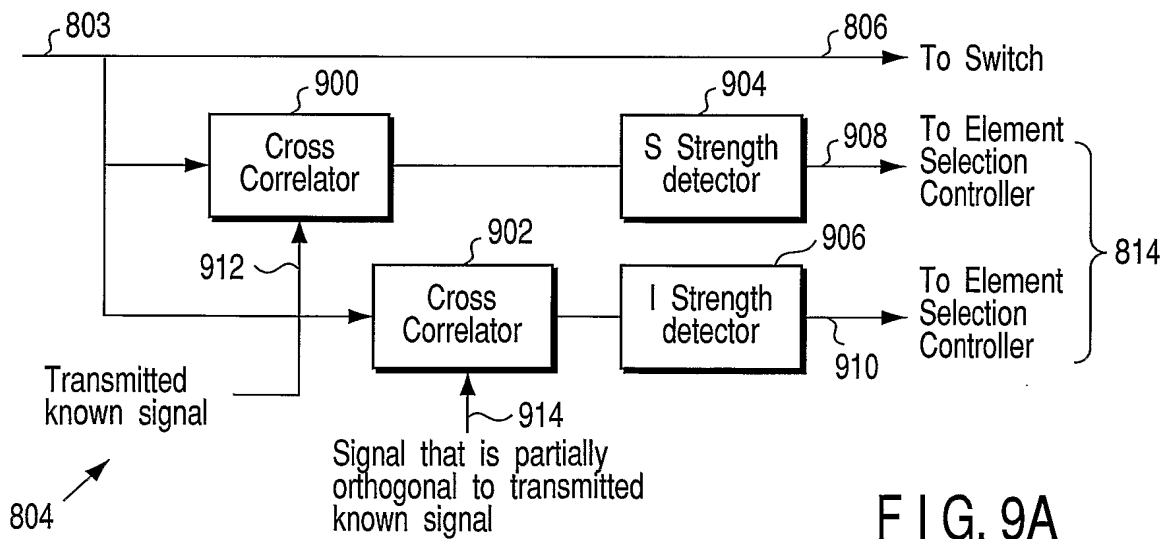 803
806
To Switch
900
Cross
Correlator
904
S Strength
detector
908
To Element
Selection
Controller
912
902
Cross
Correlator
906
I Strength
detector
910
To Element
Selection
Controller
814
Transmitted
known signal
914
Signal that is partially
orthogonal to transmitted
known signal
804
FIG. 9A